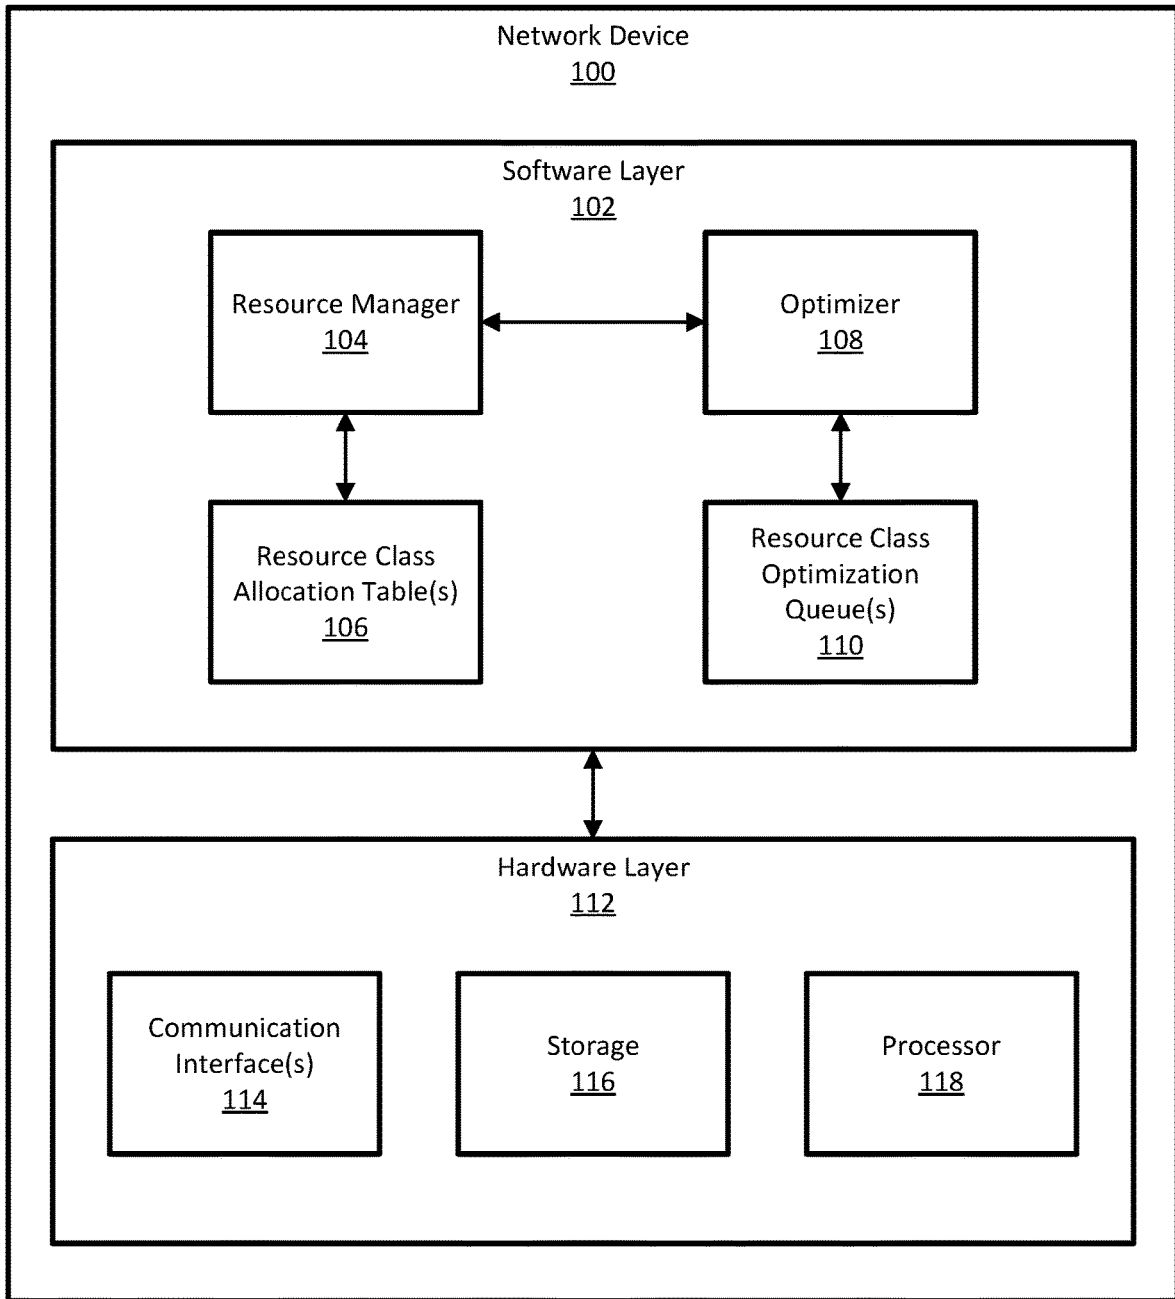 Network Device
100
Software Layer
102
Resource Manager
104
Optimizer
108
Resource Class
Allocation Table(s)
106
Resource Class
Optimization
Queue(s)
110
Hardware Layer
112
Communication
Interface(s)
114
Storage
116
Processor
118